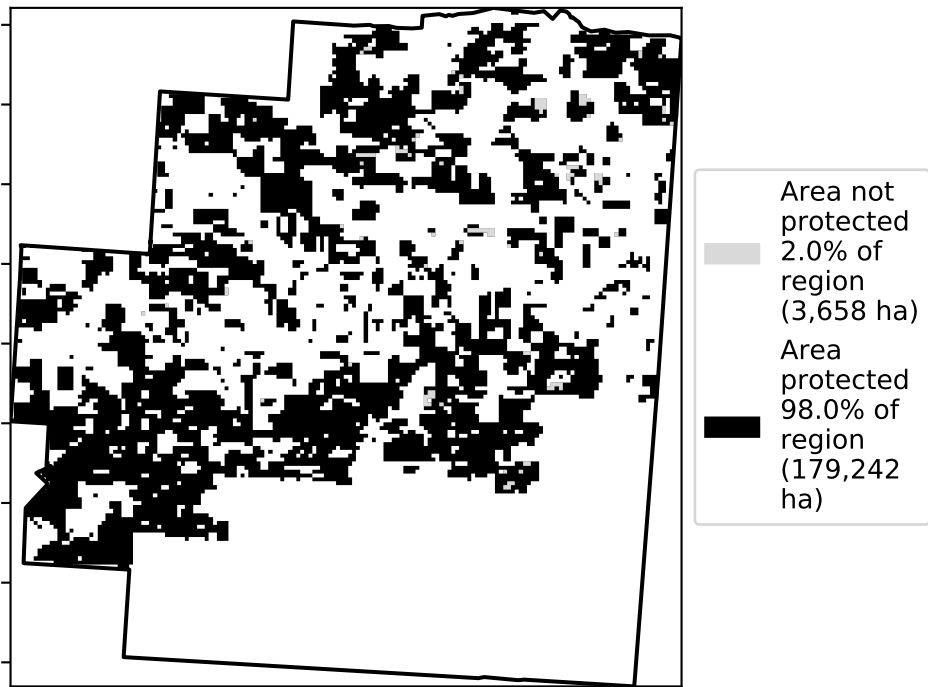 Area not
protected
2.0% of
region
(3,658 ha)
Area
protected
98.0% of
region
(179,242
ha)